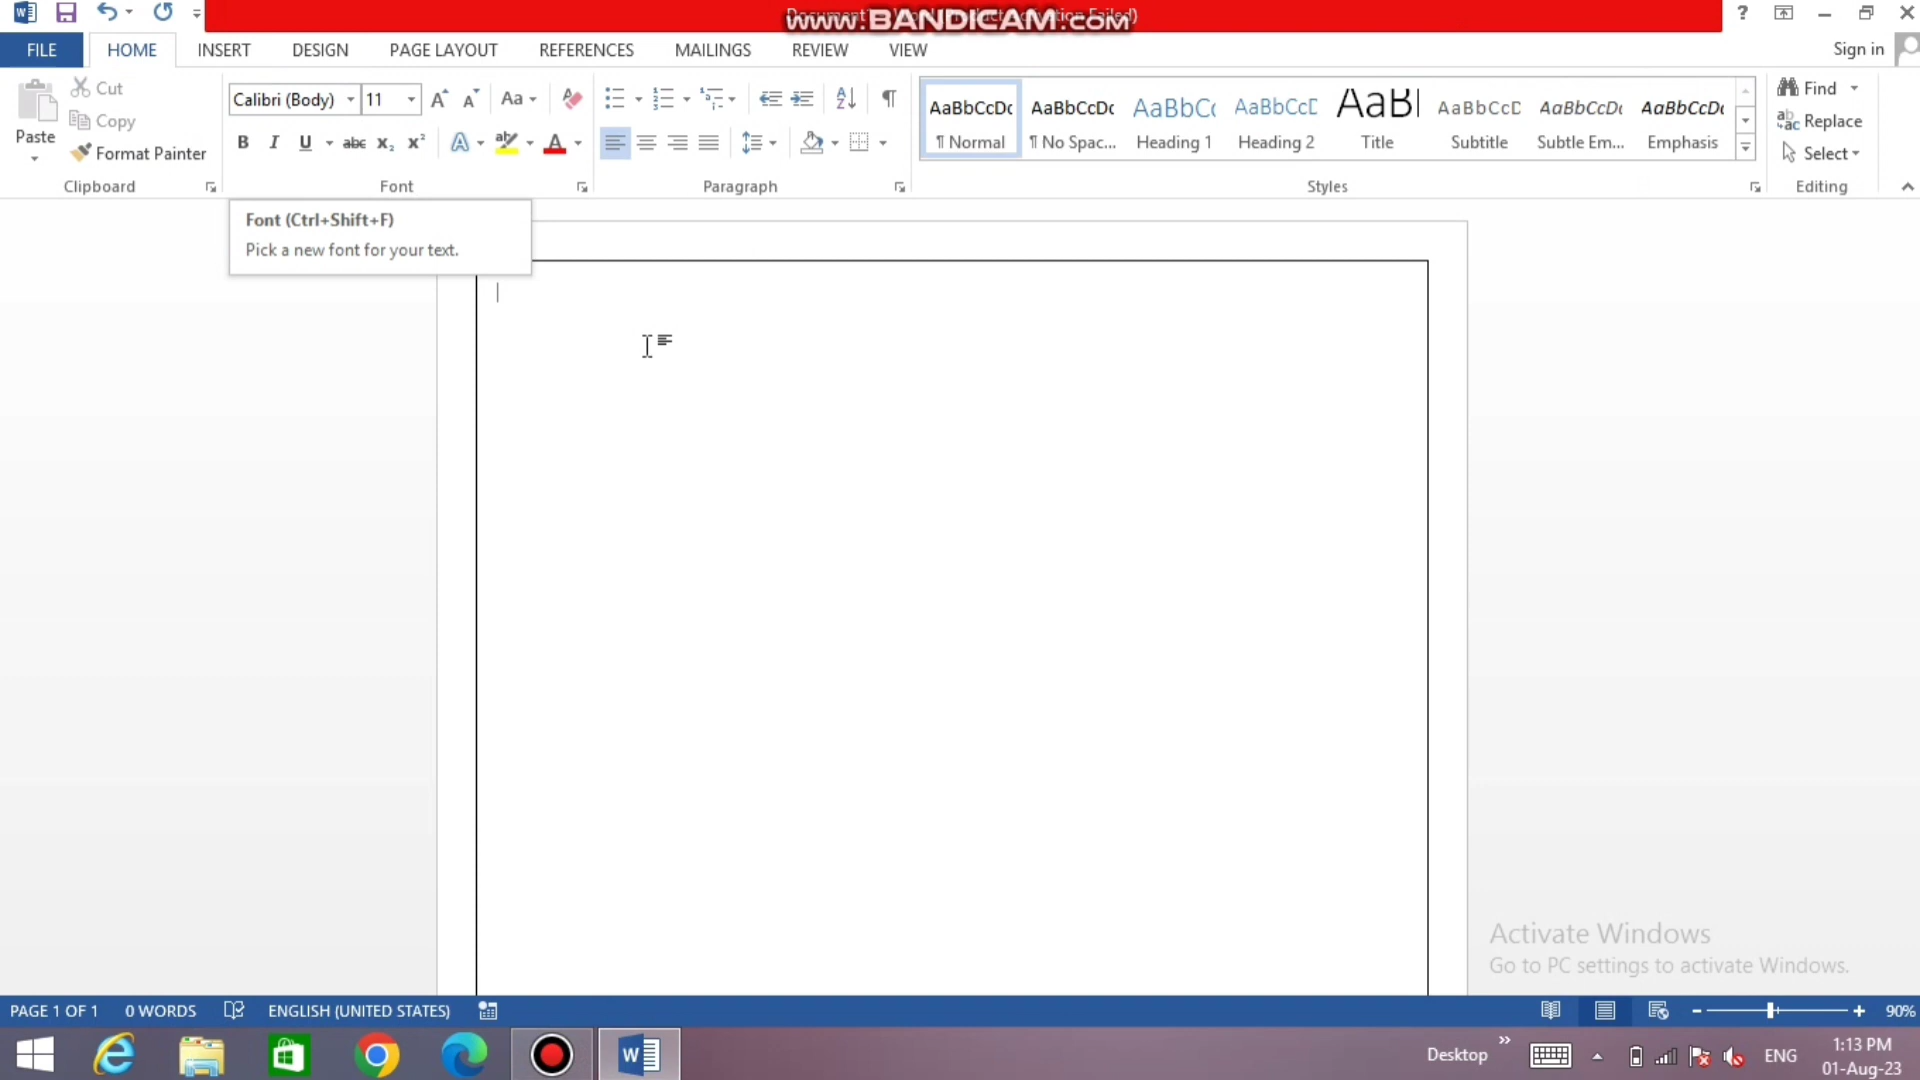 www.BANDICAM.com
FILE HOME INSERT DESIGN PAGE LAYOUT REFERENCES MAILINGS REVIEW VIEW Sign in
Paste
Cut
Copy
Format Painter
Clipboard
Calibri (Body) 11
Font
Paragraph
AaBbCcDc AaBbCcDc AaBbC AaBbCcD AaB AaBbCcD AaBbCcDc AaBbCcDc
¶ Normal ¶ No Spac... Heading 1 Heading 2 Title Subtitle Subtle Em... Emphasis
Styles
Find
Replace
Select
Editing
Font (Ctrl+Shift+F)
Pick a new font for your text.
Activate Windows
Go to PC settings to activate Windows.
PAGE 1 OF 1 0 WORDS ENGLISH (UNITED STATES) 90%
Desktop ENG 1:13 PM
01-Aug-23